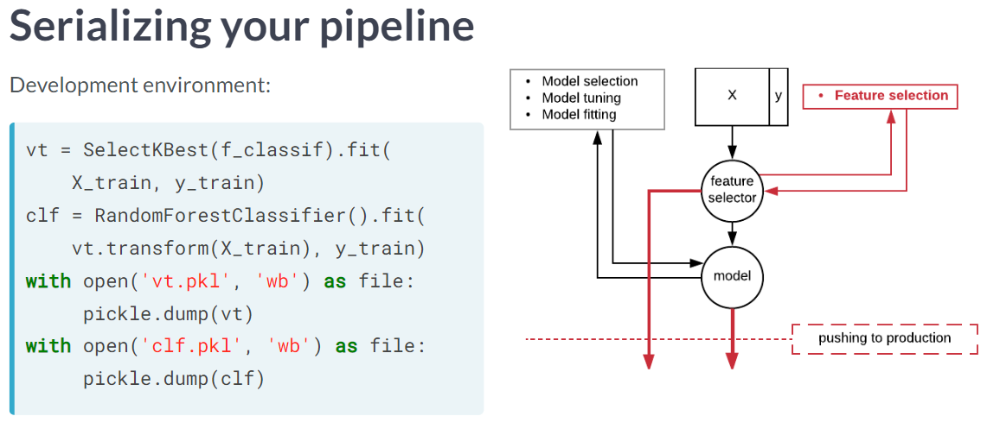 Serializing your pipeline
Development environment:
vt = SelectKBest(f_classif).fit(
    X_train, y_train)
clf = RandomForestClassifier().fit(
    vt.transform(X_train), y_train)
with open('vt.pkl', 'wb') as file:
     pickle.dump(vt)
with open('clf.pkl', 'wb') as file:
     pickle.dump(clf)
• Model selection
• Model tuning
• Model fitting
X
y
• Feature selection
feature
selector
model
pushing to production